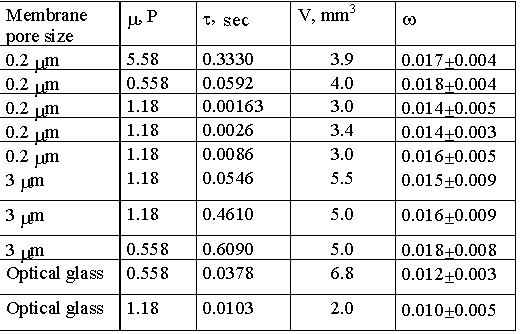 Membrane pore size μ, P τ, sec V, mm³ ω
0.2 μm 5.58 0.3330 3.9 0.017±0.004
0.2 μm 0.558 0.0592 4.0 0.018±0.004
0.2 μm 1.18 0.00163 3.0 0.014±0.005
0.2 μm 1.18 0.0026 3.4 0.014±0.003
0.2 μm 1.18 0.0086 3.0 0.016±0.005
3 μm 1.18 0.0546 5.5 0.015±0.009
3 μm 1.18 0.4610 5.0 0.016±0.009
3 μm 0.558 0.6090 5.0 0.018±0.008
Optical glass 0.558 0.0378 6.8 0.012±0.003
Optical glass 1.18 0.0103 2.0 0.010±0.005